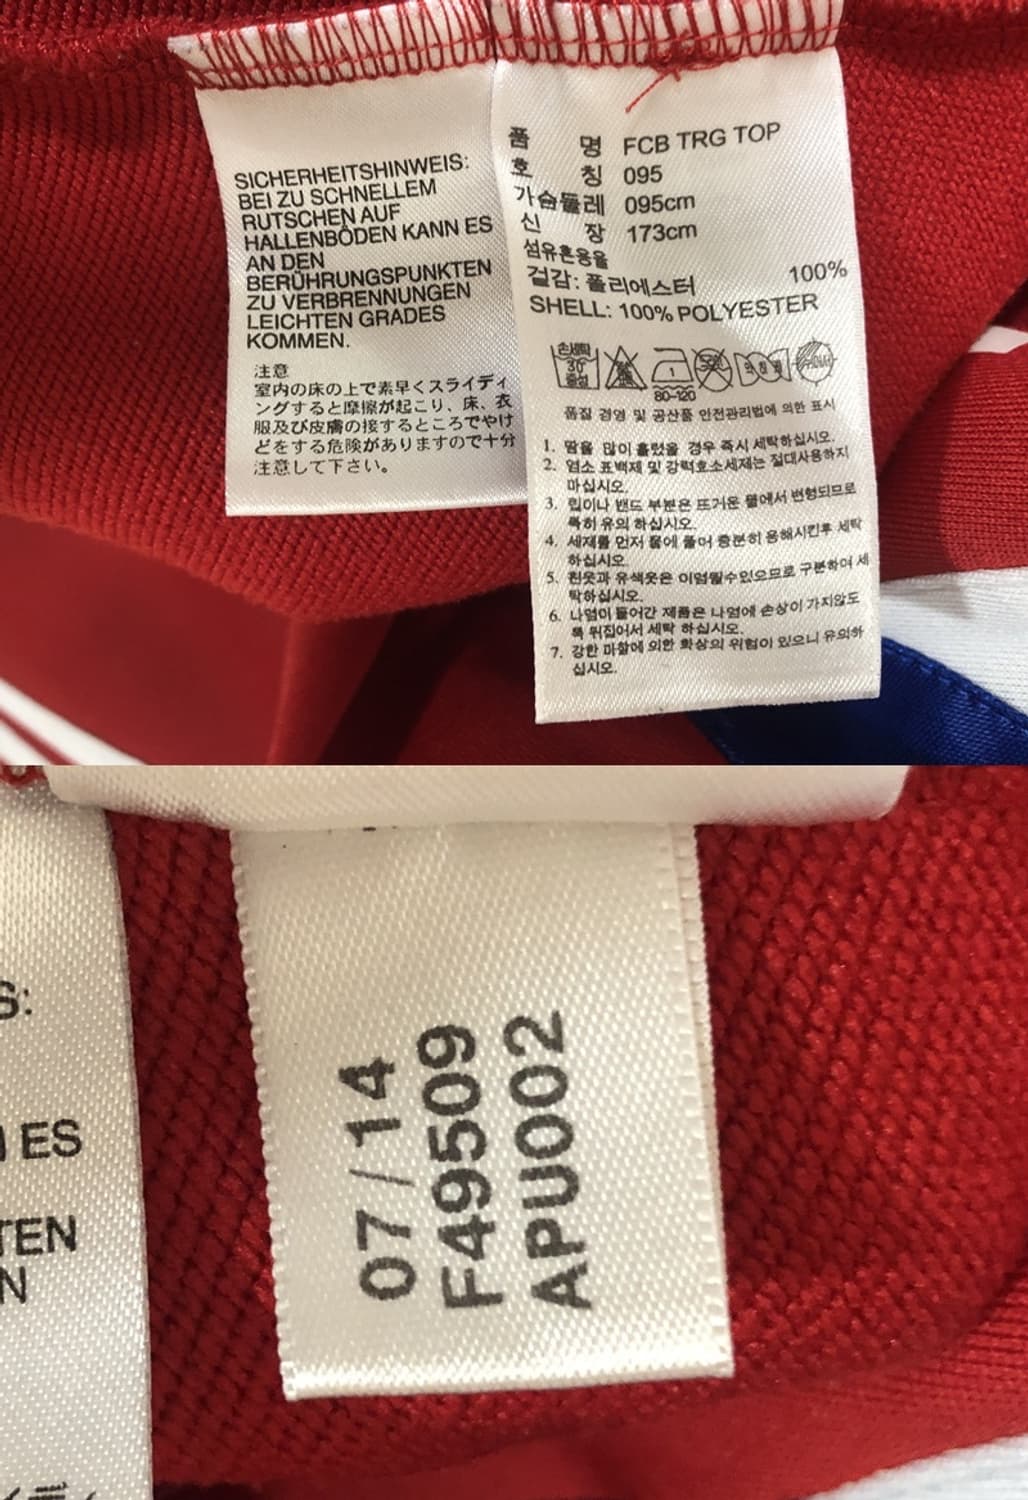 SICHERHEITSHINWEIS:
BEI ZU SCHNELLEM
RUTSCHEN AUF
HALLENBÖDEN KANN ES
AN DEN
BERÜHRUNGSPUNKTEN
ZU VERBRENNUNGEN
LEICHTEN GRADES
KOMMEN.
注意
室内の床の上で素早くスライディ
ングすると摩擦が起こり、床、衣
服及び皮膚の接するところでやけ
どをする危険がありますので十分
注意して下さい。
품 명 FCB TRG TOP
호 칭 095
가슴둘레 095cm
신 장 173cm
섬유혼용율
겉감: 폴리에스터 100%
SHELL: 100% POLYESTER
손세탁
30
중성
1
80~120
품질 경영 및 공산품 안전관리법에 의한 표시
1. 땀을 많이 흘렸을 경우 즉시 세탁하십시오.
2. 염소 표백제 및 강력효소세제는 절대사용하지
마십시오.
3. 립이나 밴드 부분은 뜨거운 물에서 변형되므로
특히 유의 하십시오.
4. 세제를 먼저 물에 풀어 충분히 용해시킨후 세탁
하십시오.
5. 흰옷과 유색옷은 이염될수있으므로 구분하여 세
탁하십시오.
6. 나염이 들어간 제품은 나염에 손상이 가지않도
록 뒤집어서 세탁 하십시오.
7. 강한 마찰에 의한 화상의 위험이 있으니 유의하
십시오.
S:
ES
TEN
N
07/14
F49509
APU002